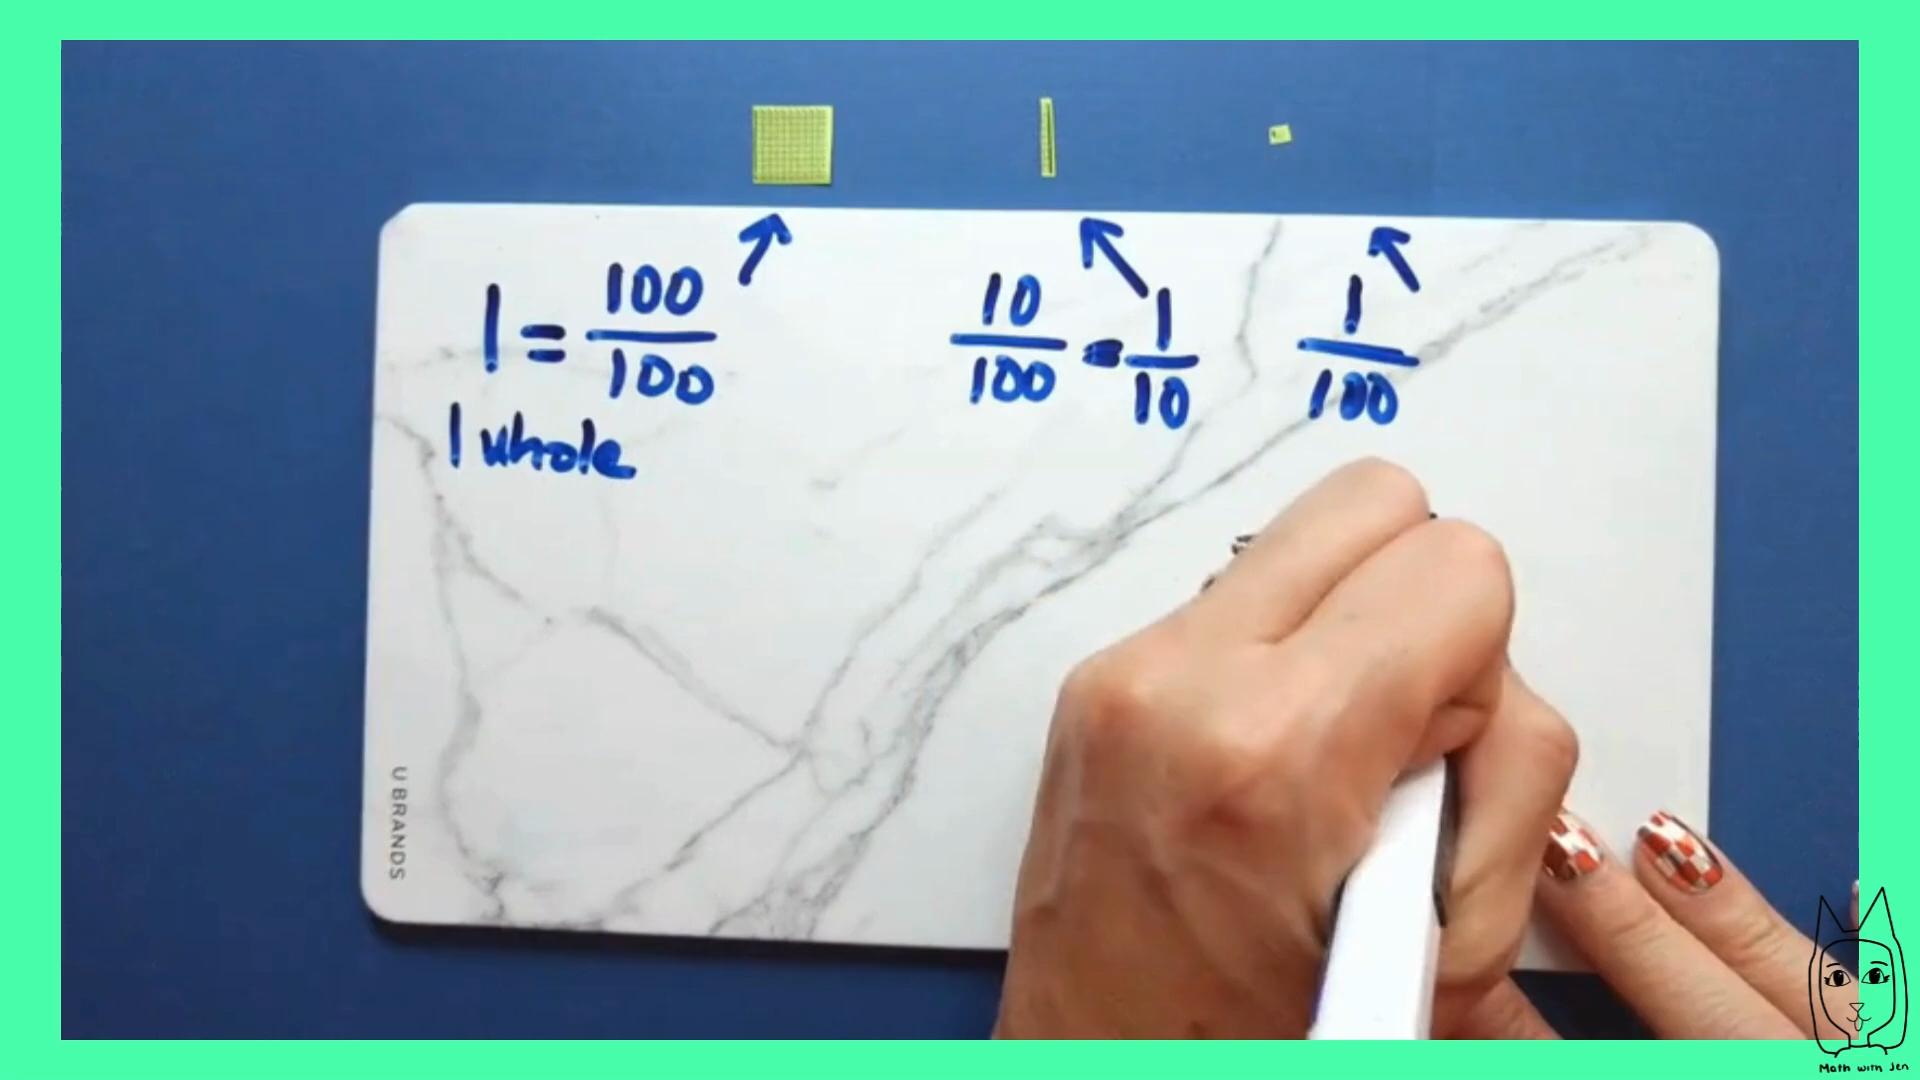 1 = 100/100
1 whole
10/100 = 1/10
1/100
U BRANDS
Math with Jen